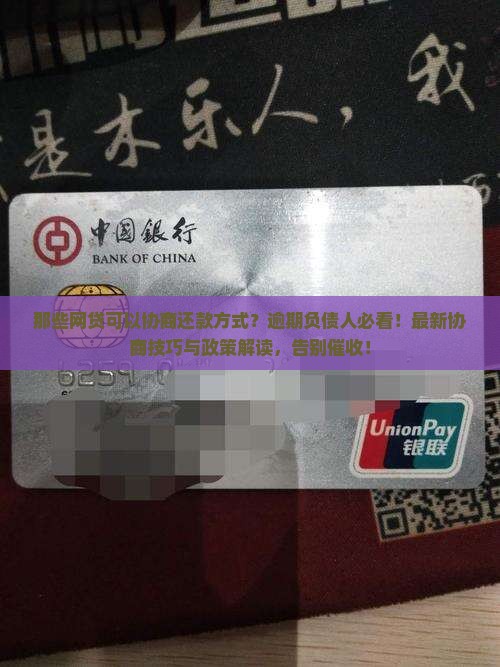 是木乐人，我
中国銀行
BANK OF CHINA
那些网贷可以协商还款方式？逾期负债人必看！最新协
商技巧与政策解读，告别催收！
6259
UnionPay
银联